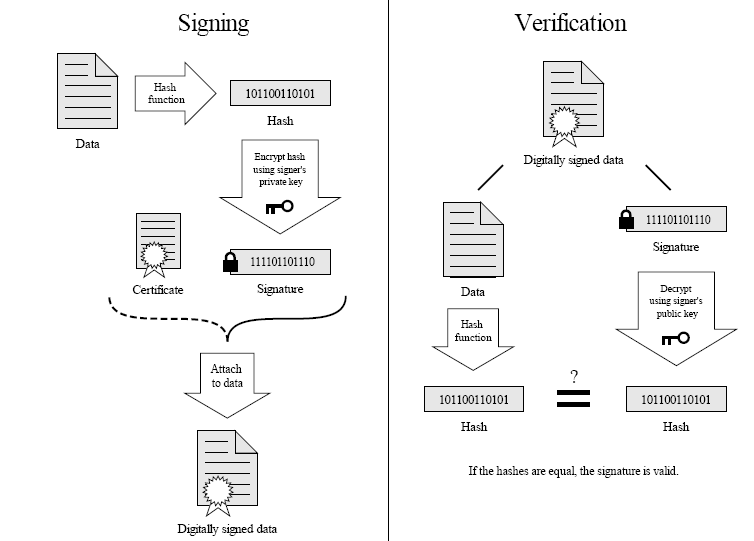 Signing
Hash
function
101100110101
Hash
Data
Encrypt hash
using signer's
private key
111101101110
Certificate
Signature
Attach
to data
Digitally signed data
Verification
Digitally signed data
111101101110
Signature
Data
Decrypt
using signer's
public key
Hash
function
?
101100110101
101100110101
Hash
Hash
If the hashes are equal, the signature is valid.